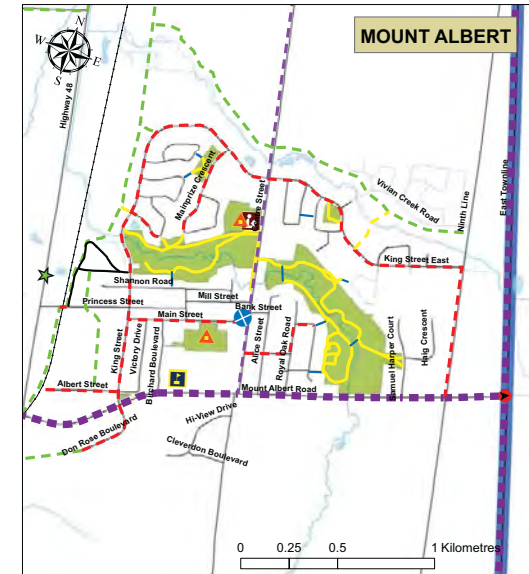 MOUNT ALBERT
N
W
E
S
Highway 48
Mainprize Crescent
Centre Street
Vivian Creek Road
Ninth Line
East Townline
King Street East
Shannon Road
Princess Street
Mill Street
Bank Street
Main Street
King Street
Victory Drive
Birchard Boulevard
Alice Street
Royal Oak Road
Samuel Harper Court
Haig Crescent
Albert Street
Mount Albert Road
Don Rose Boulevard
Hi-View Drive
Cleverdon Boulevard
0 0.25 0.5 1 Kilometres